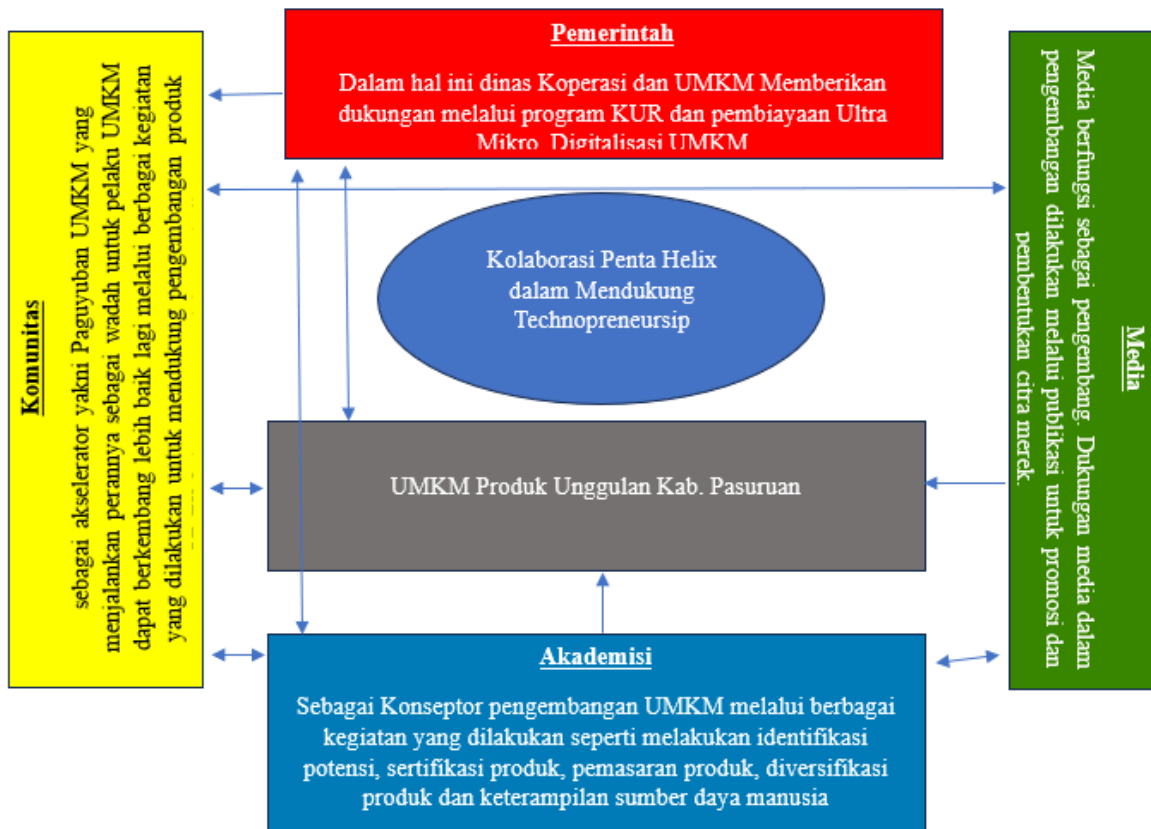 Pemerintah
Dalam hal ini dinas Koperasi dan UMKM Memberikan
dukungan melalui program KUR dan pembiayaan Ultra
Mikro, Digitalisasi UMKM
Komunitas
sebagai akselerator yakni Paguyuban UMKM yang
menjalankan perannya sebagai wadah untuk pelaku UMKM
dapat berkembang lebih baik lagi melalui berbagai kegiatan
yang dilakukan untuk mendukung pengembangan produk
Kolaborasi Penta Helix
dalam Mendukung
Technopreneursip
Media
Media berfungsi sebagai pengembang. Dukungan media dalam
pengembangan dilakukan melalui publikasi untuk promosi dan
pembentukan citra merek.
UMKM Produk Unggulan Kab. Pasuruan
Akademisi
Sebagai Konseptor pengembangan UMKM melalui berbagai
kegiatan yang dilakukan seperti melakukan identifikasi
potensi, sertifikasi produk, pemasaran produk, diversifikasi
produk dan keterampilan sumber daya manusia